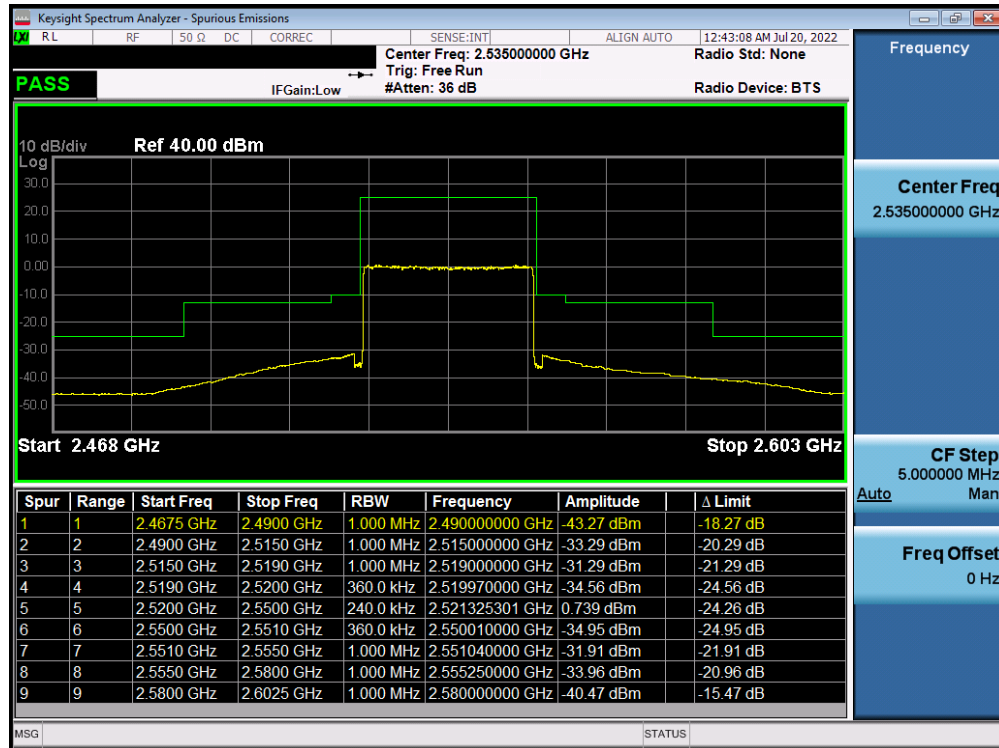 Keysight Spectrum Analyzer - Spurious Emissions
LXI RL RF 50 Ω DC CORREC SENSE:INT ALIGN AUTO 12:43:08 AM Jul 20, 2022
Center Freq: 2.535000000 GHz Radio Std: None
Trig: Free Run
PASS IFGain:Low #Atten: 36 dB Radio Device: BTS
10 dB/div Ref 40.00 dBm
Log
30.0
20.0
10.0
0.00
-10.0
-20.0
-30.0
-40.0
-50.0
Start 2.468 GHz Stop 2.603 GHz
Spur Range Start Freq Stop Freq RBW Frequency Amplitude Δ Limit
1 1 2.4675 GHz 2.4900 GHz 1.000 MHz 2.490000000 GHz -43.27 dBm -18.27 dB
2 2 2.4900 GHz 2.5150 GHz 1.000 MHz 2.515000000 GHz -33.29 dBm -20.29 dB
3 3 2.5150 GHz 2.5190 GHz 1.000 MHz 2.519000000 GHz -31.29 dBm -21.29 dB
4 4 2.5190 GHz 2.5200 GHz 360.0 kHz 2.519970000 GHz -34.56 dBm -24.56 dB
5 5 2.5200 GHz 2.5500 GHz 240.0 kHz 2.521325301 GHz 0.739 dBm -24.26 dB
6 6 2.5500 GHz 2.5510 GHz 360.0 kHz 2.550010000 GHz -34.95 dBm -24.95 dB
7 7 2.5510 GHz 2.5550 GHz 1.000 MHz 2.551040000 GHz -31.91 dBm -21.91 dB
8 8 2.5550 GHz 2.5800 GHz 1.000 MHz 2.555250000 GHz -33.96 dBm -20.96 dB
9 9 2.5800 GHz 2.6025 GHz 1.000 MHz 2.580000000 GHz -40.47 dBm -15.47 dB
MSG STATUS
Frequency
Center Freq
2.535000000 GHz
CF Step
5.000000 MHz
Auto Man
Freq Offset
0 Hz